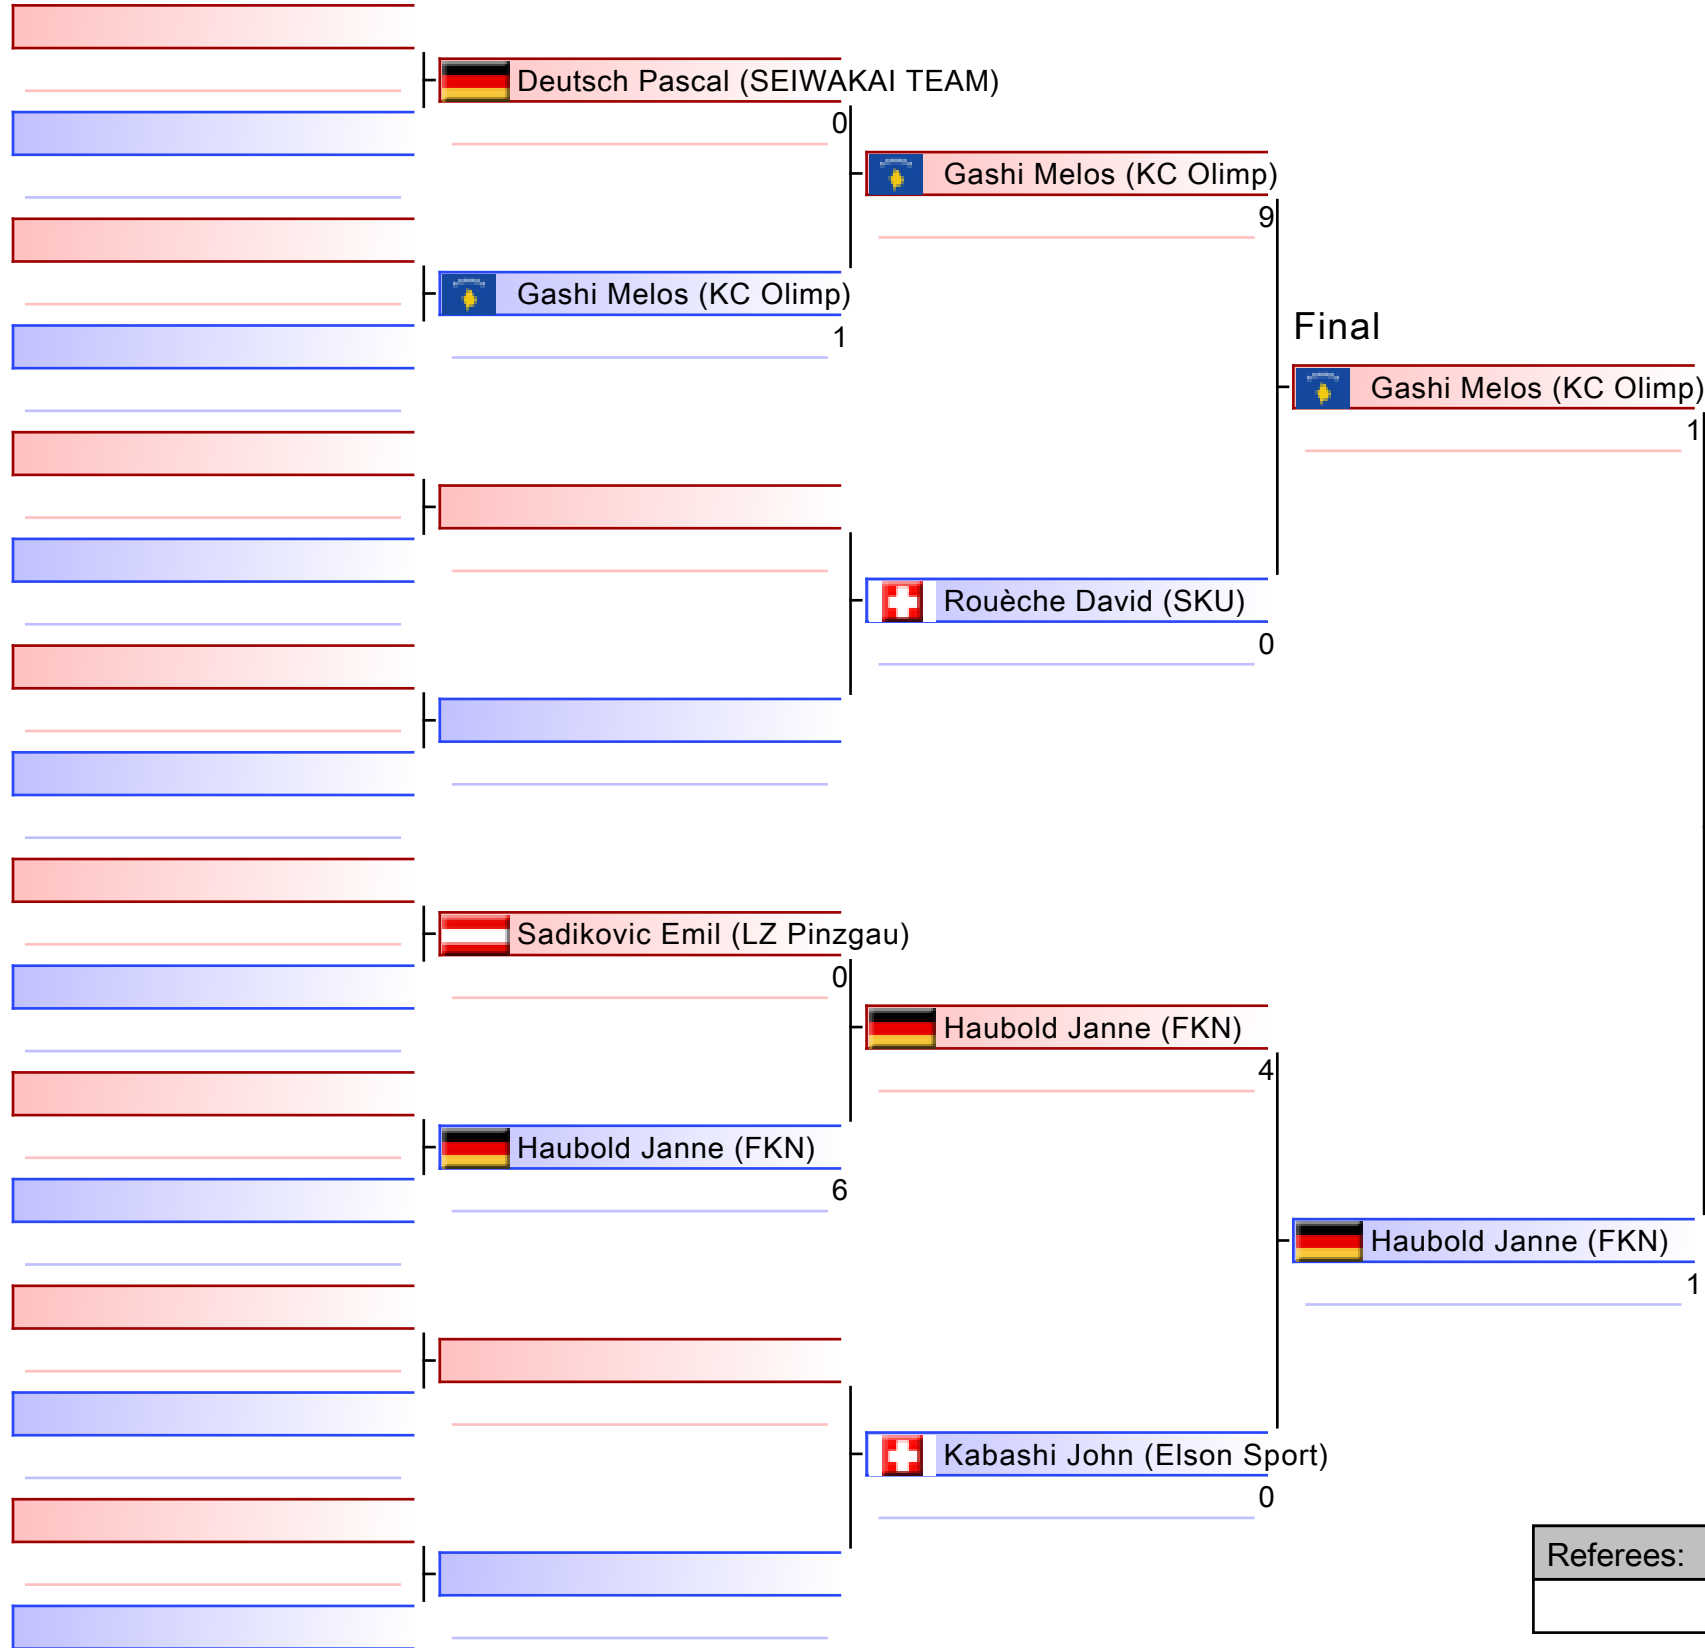 Deutsch Pascal (SEIWAKAI TEAM)
0
Gashi Melos (KC Olimp)
9
Gashi Melos (KC Olimp)
1
Final
Gashi Melos (KC Olimp)
1
Rouèche David (SKU)
0
Sadikovic Emil (LZ Pinzgau)
0
Haubold Janne (FKN)
4
Haubold Janne (FKN)
6
Haubold Janne (FKN)
1
Kabashi John (Elson Sport)
0
Referees: